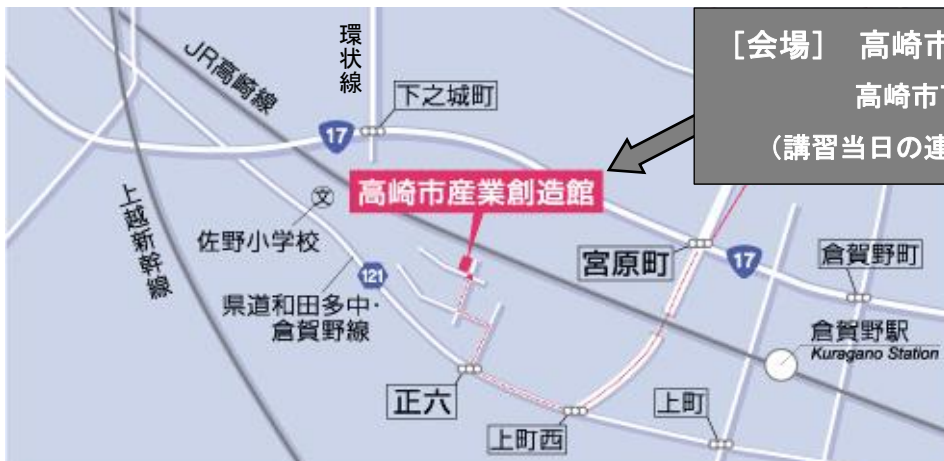 [会場] 高崎市
高崎市
(講習当日の連
環
状
線
JR高崎線
下之城町
17
高崎市産業創造館
上越新幹線
文
佐野小学校
宮原町
17
倉賀野町
121
県道和田多中・
倉賀野線
倉賀野駅
Kuragano Station
正六
上町
上町西